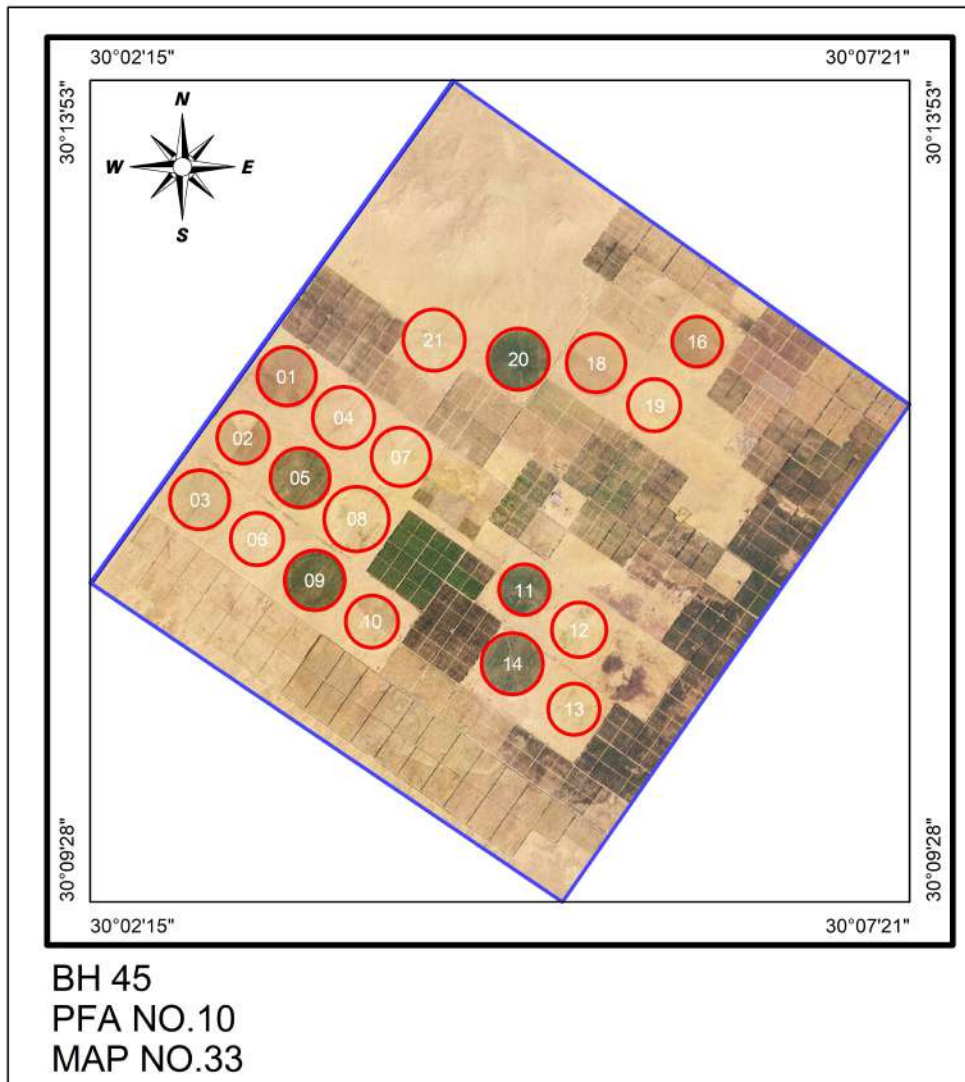 30°02'15" 30°07'21"
30°13'53" 30°13'53"
N
W E
S
21 20 18 16
01 04 19
02 05 07
03 06 08
09 10 11 12
14 13
30°09'28" 30°09'28"
30°02'15" 30°07'21"
BH 45
PFA NO.10
MAP NO.33